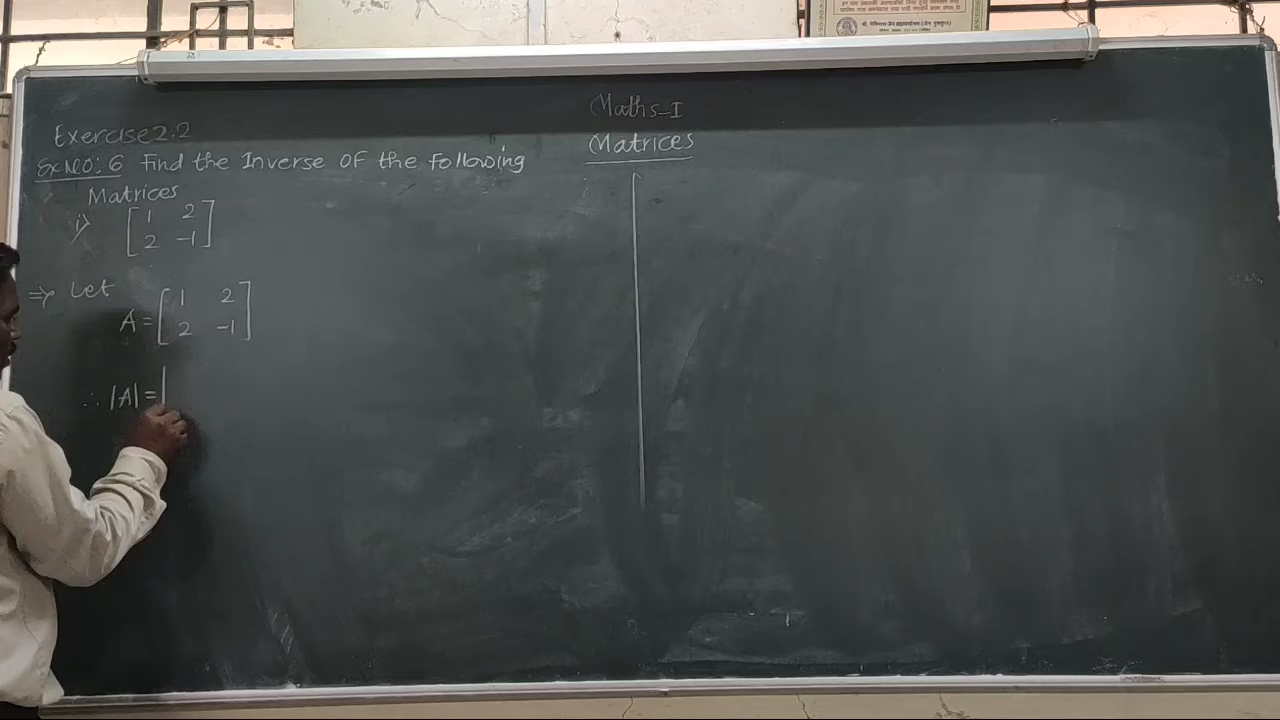 Maths-I
Matrices
Exercise 2.2
Ex NO: 6 Find the Inverse OF the following
Matrices
i) [1 2
2 -1]
⇒ Let
A = [1 2
2 -1]
∴ |A| = |